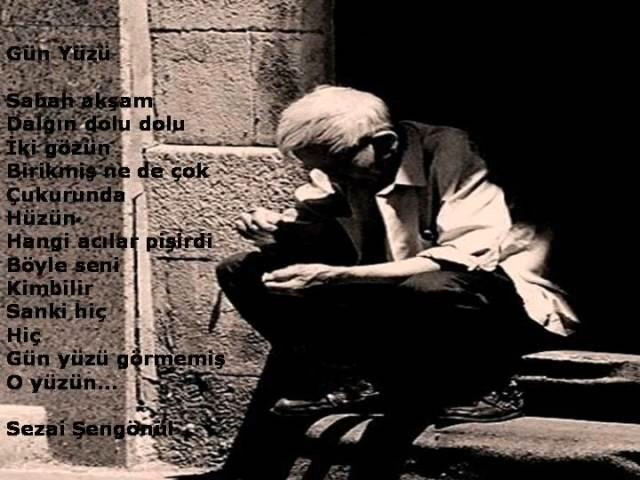 Gün Yüzü
Sabah akşam
Dalgın dolu dolu
İki gözün
Birikmiş ne de çok
Çukurunda
Hüzün
Hangi acılar pişirdi
Böyle seni
Kimbilir
Sanki hiç
Hiç
Gün yüzü görmemiş
O yüzün...
Sezai Şengönül